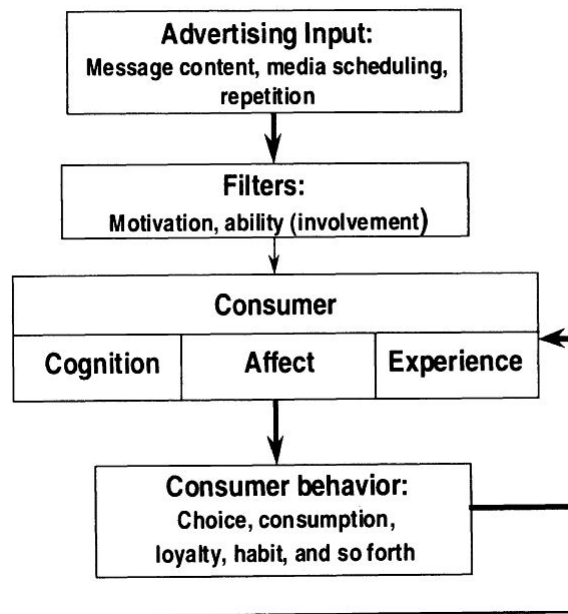 Advertising Input:
Message content, media scheduling,
repetition
Filters:
Motivation, ability (involvement)
Consumer
Cognition Affect Experience
Consumer behavior:
Choice, consumption,
loyalty, habit, and so forth